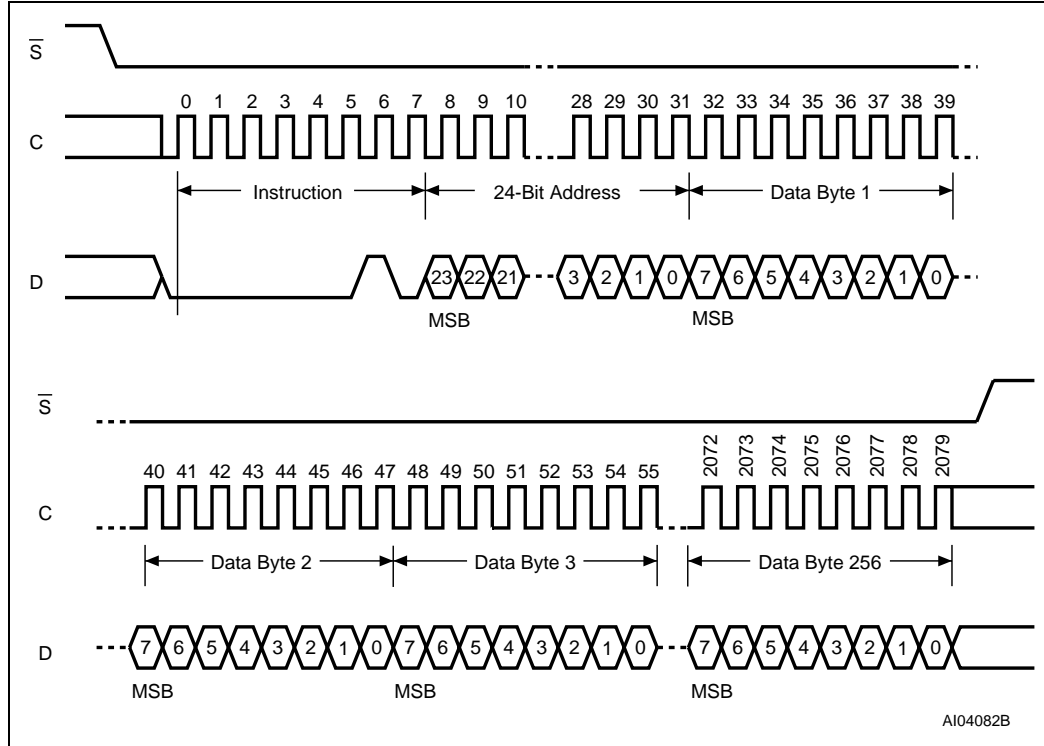 S
0 1 2 3 4 5 6 7 8 9 10 28 29 30 31 32 33 34 35 36 37 38 39
C
Instruction 24-Bit Address Data Byte 1
D 23 22 21 3 2 1 0 7 6 5 4 3 2 1 0
MSB MSB
S
40 41 42 43 44 45 46 47 48 49 50 51 52 53 54 55 2072 2073 2074 2075 2076 2077 2078 2079
C
Data Byte 2 Data Byte 3 Data Byte 256
D 7 6 5 4 3 2 1 0 7 6 5 4 3 2 1 0 7 6 5 4 3 2 1 0
MSB MSB MSB
AI04082B